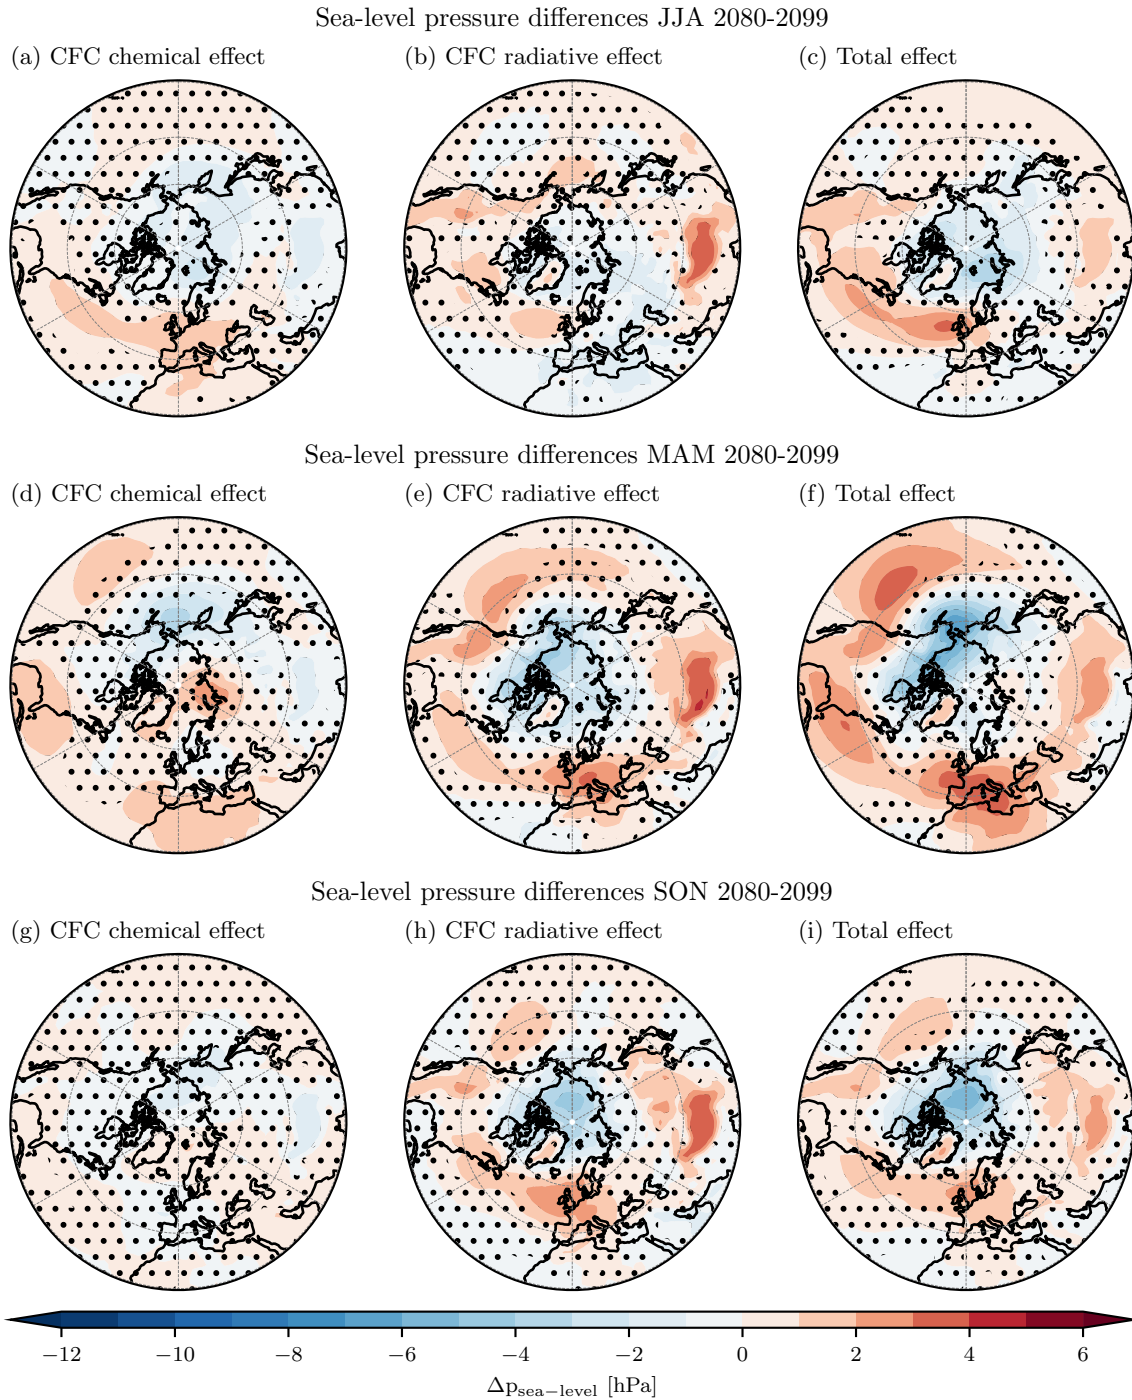 Sea-level pressure differences JJA 2080-2099
(a) CFC chemical effect (b) CFC radiative effect (c) Total effect
Sea-level pressure differences MAM 2080-2099
(d) CFC chemical effect (e) CFC radiative effect (f) Total effect
Sea-level pressure differences SON 2080-2099
(g) CFC chemical effect (h) CFC radiative effect (i) Total effect
−12 −10 −8 −6 −4 −2 0 2 4 6
Δp_sea−level [hPa]